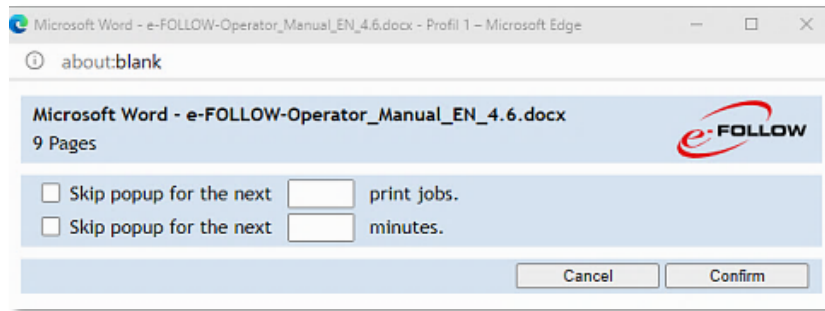 Microsoft Word - e-FOLLOW-Operator_Manual_EN_4.6.docx - Profil 1 – Microsoft Edge
about:blank
Microsoft Word - e-FOLLOW-Operator_Manual_EN_4.6.docx
9 Pages
e-FOLLOW
Skip popup for the next print jobs.
Skip popup for the next minutes.
Cancel Confirm